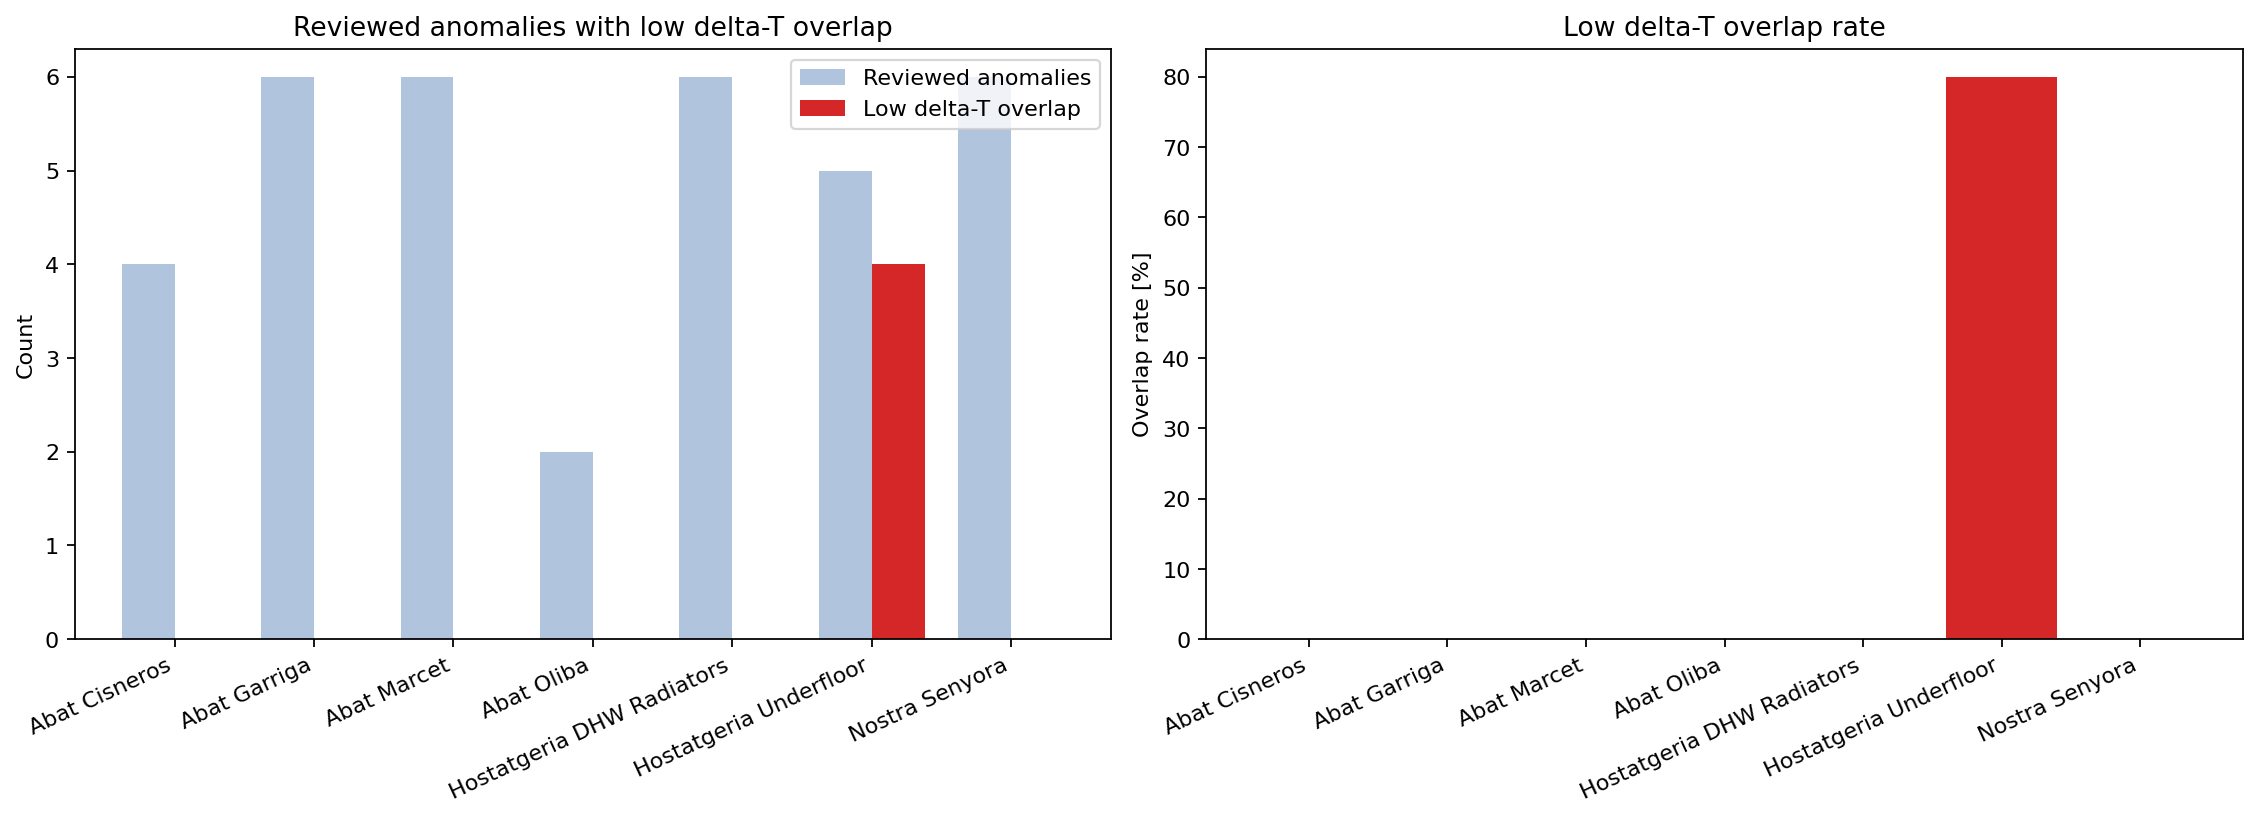 Reviewed anomalies with low delta-T overlap
Count
6
5
4
3
2
1
0
Reviewed anomalies
Low delta-T overlap
Abat Cisneros
Abat Garriga
Abat Marcet
Abat Oliba
Hostatgeria DHW Radiators
Hostatgeria Underfloor
Nostra Senyora
Low delta-T overlap rate
Overlap rate [%]
80
70
60
50
40
30
20
10
0
Abat Cisneros
Abat Garriga
Abat Marcet
Abat Oliba
Hostatgeria DHW Radiators
Hostatgeria Underfloor
Nostra Senyora